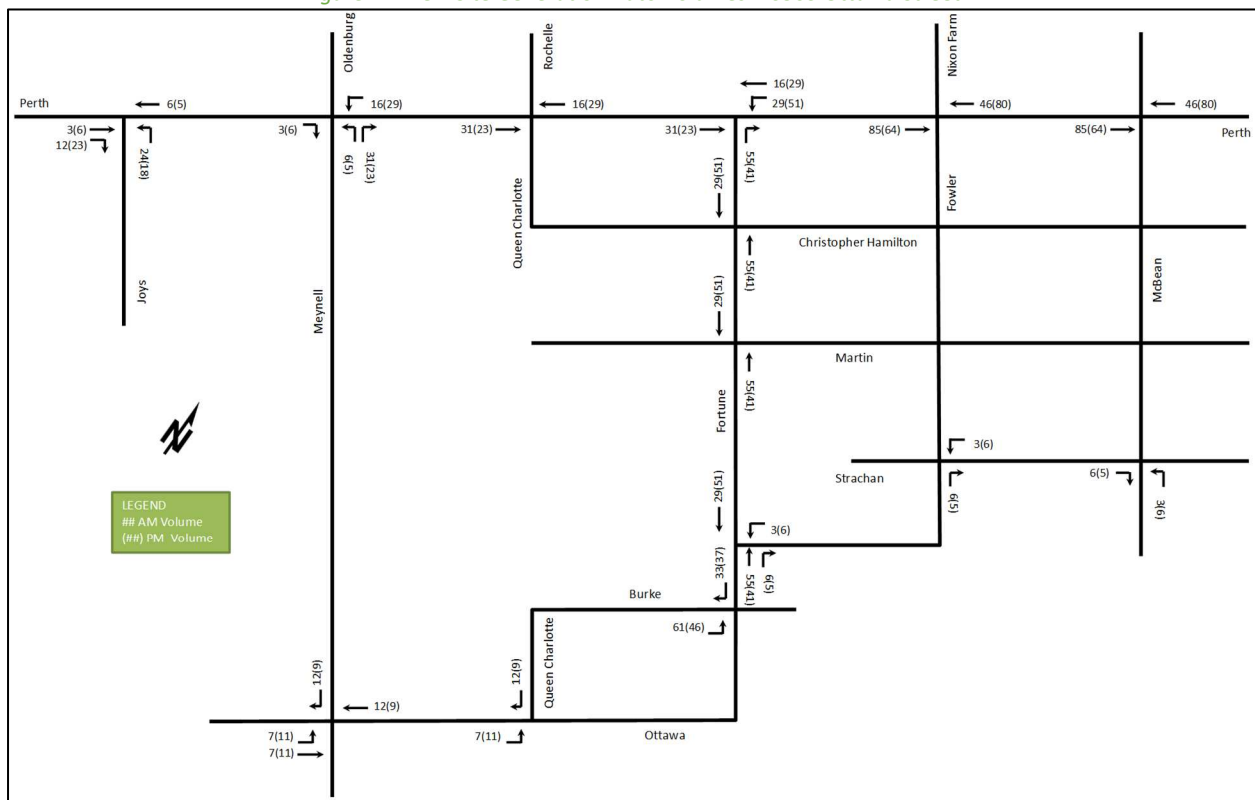 Oldenburg
Rochelle
Nixon Farm
16(29)
Perth
6(5)
16(29)
16(29)
29(51)
46(80)
46(80)
3(6)
12(23)
24(18)
3(6)
6(5)
31(23)
31(23)
31(23)
55(41)
85(64)
85(64)
Perth
29(51)
Queen Charlotte
Fowler
Christopher Hamilton
55(41)
Joys
Meynell
29(51)
McBean
Martin
55(41)
Fortune
3(6)
Strachan
6(5)
6(5)
3(6)
LEGEND
## AM Volume
(##) PM Volume
29(51)
3(6)
33(37)
55(41)
6(5)
Burke
61(46)
Queen Charlotte
12(9)
12(9)
12(9)
7(11)
7(11)
7(11)
Ottawa